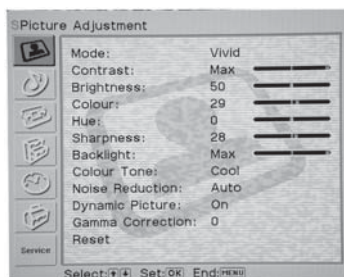 SPicture Adjustment
Mode: Vivid
Contrast: Max
Brightness: 50
Colour: 29
Hue: 0
Sharpness: 28
Backlight: Max
Colour Tone: Cool
Noise Reduction: Auto
Dynamic Picture: On
Gamma Correction: 0
Reset
Service
Select: Set: OK End: MENU